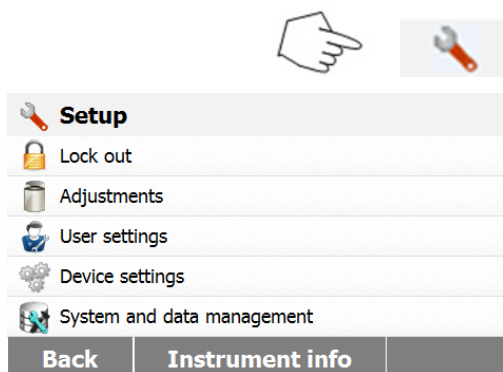 Setup
Lock out
Adjustments
User settings
Device settings
System and data management
Back Instrument info